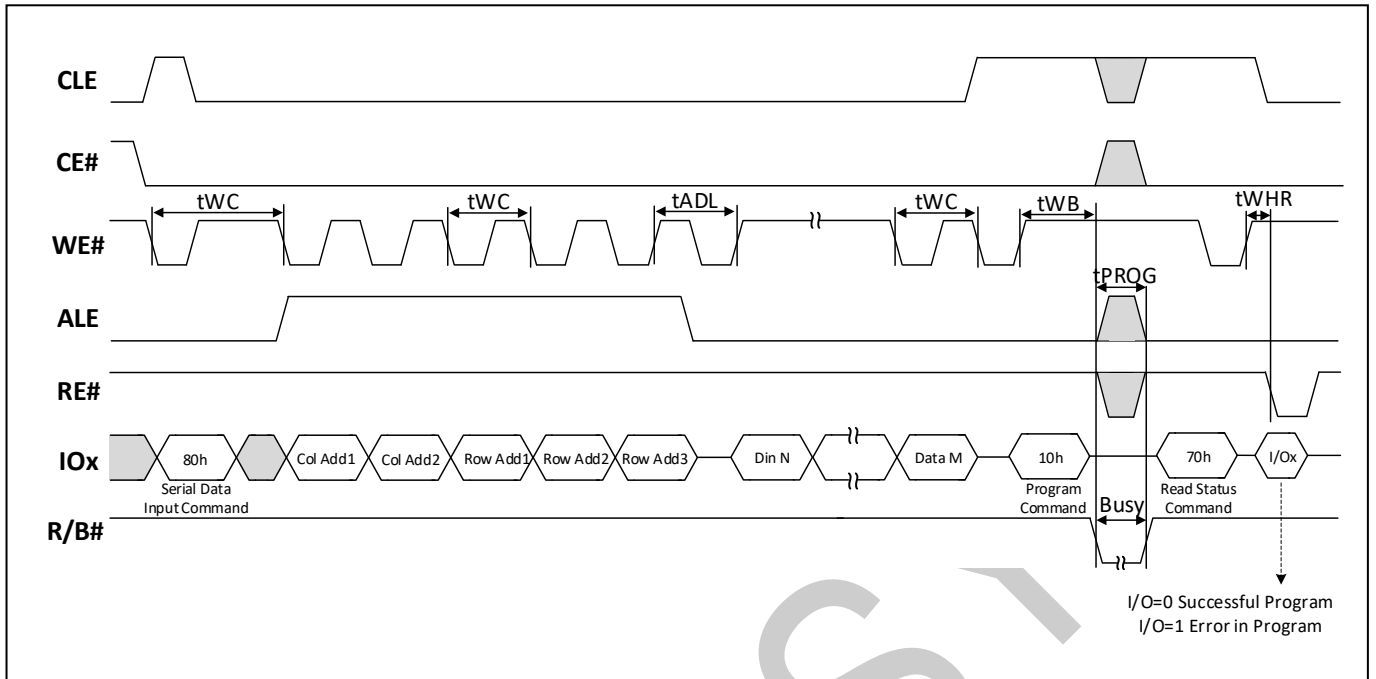 CLE
CE#
tWC
tWC
tADL
tWC
tWB
tWHR
WE#
tPROG
ALE
RE#
IOx
80h
Col Add1
Col Add2
Row Add1
Row Add2
Row Add3
Din N
Data M
10h
70h
I/Ox
Serial Data
Input Command
Program
Command
Busy
Read Status
Command
R/B#
I/O=0 Successful Program
I/O=1 Error in Program